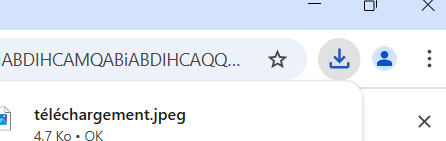 ABDIHCAMQABiABDIHCAQQ...
téléchargement.jpeg
4.7 Ko • OK